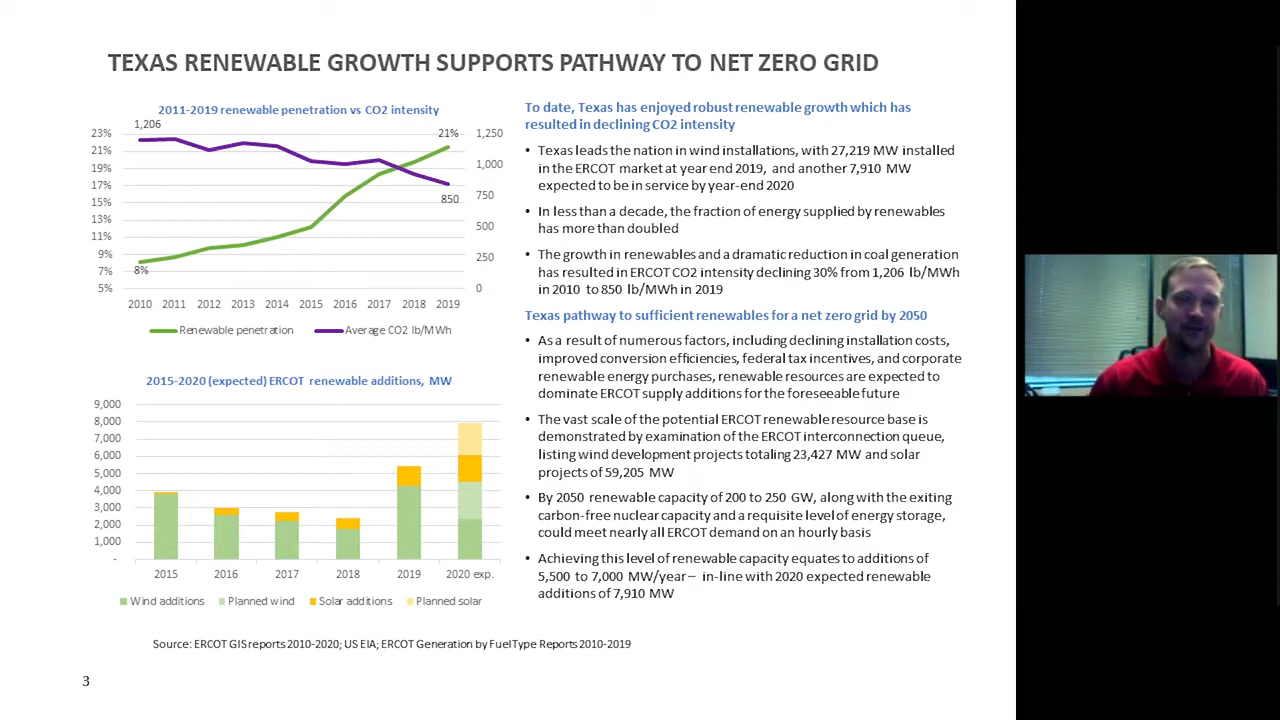 TEXAS RENEWABLE GROWTH SUPPORTS PATHWAY TO NET ZERO GRID
2011-2019 renewable penetration vs CO2 intensity
1,206
21%
850
8%
23%
21%
19%
17%
15%
13%
11%
9%
7%
5%
1,250
1,000
750
500
250
0
2010 2011 2012 2013 2014 2015 2016 2017 2018 2019
Renewable penetration Average CO2 lb/MWh
2015-2020 (expected) ERCOT renewable additions, MW
9,000
8,000
7,000
6,000
5,000
4,000
3,000
2,000
1,000
-
2015 2016 2017 2018 2019 2020 exp.
Wind additions Planned wind Solar additions Planned solar
To date, Texas has enjoyed robust renewable growth which has
resulted in declining CO2 intensity
• Texas leads the nation in wind installations, with 27,219 MW installed
in the ERCOT market at year end 2019, and another 7,910 MW
expected to be in service by year-end 2020
• In less than a decade, the fraction of energy supplied by renewables
has more than doubled
• The growth in renewables and a dramatic reduction in coal generation
has resulted in ERCOT CO2 intensity declining 30% from 1,206 lb/MWh
in 2010 to 850 lb/MWh in 2019
Texas pathway to sufficient renewables for a net zero grid by 2050
• As a result of numerous factors, including declining installation costs,
improved conversion efficiencies, federal tax incentives, and corporate
renewable energy purchases, renewable resources are expected to
dominate ERCOT supply additions for the foreseeable future
• The vast scale of the potential ERCOT renewable resource base is
demonstrated by examination of the ERCOT interconnection queue,
listing wind development projects totaling 23,427 MW and solar
projects of 59,205 MW
• By 2050 renewable capacity of 200 to 250 GW, along with the exiting
carbon-free nuclear capacity and a requisite level of energy storage,
could meet nearly all ERCOT demand on an hourly basis
• Achieving this level of renewable capacity equates to additions of
5,500 to 7,000 MW/year – in-line with 2020 expected renewable
additions of 7,910 MW
Source: ERCOT GIS reports 2010-2020; US EIA; ERCOT Generation by Fuel Type Reports 2010-2019
3